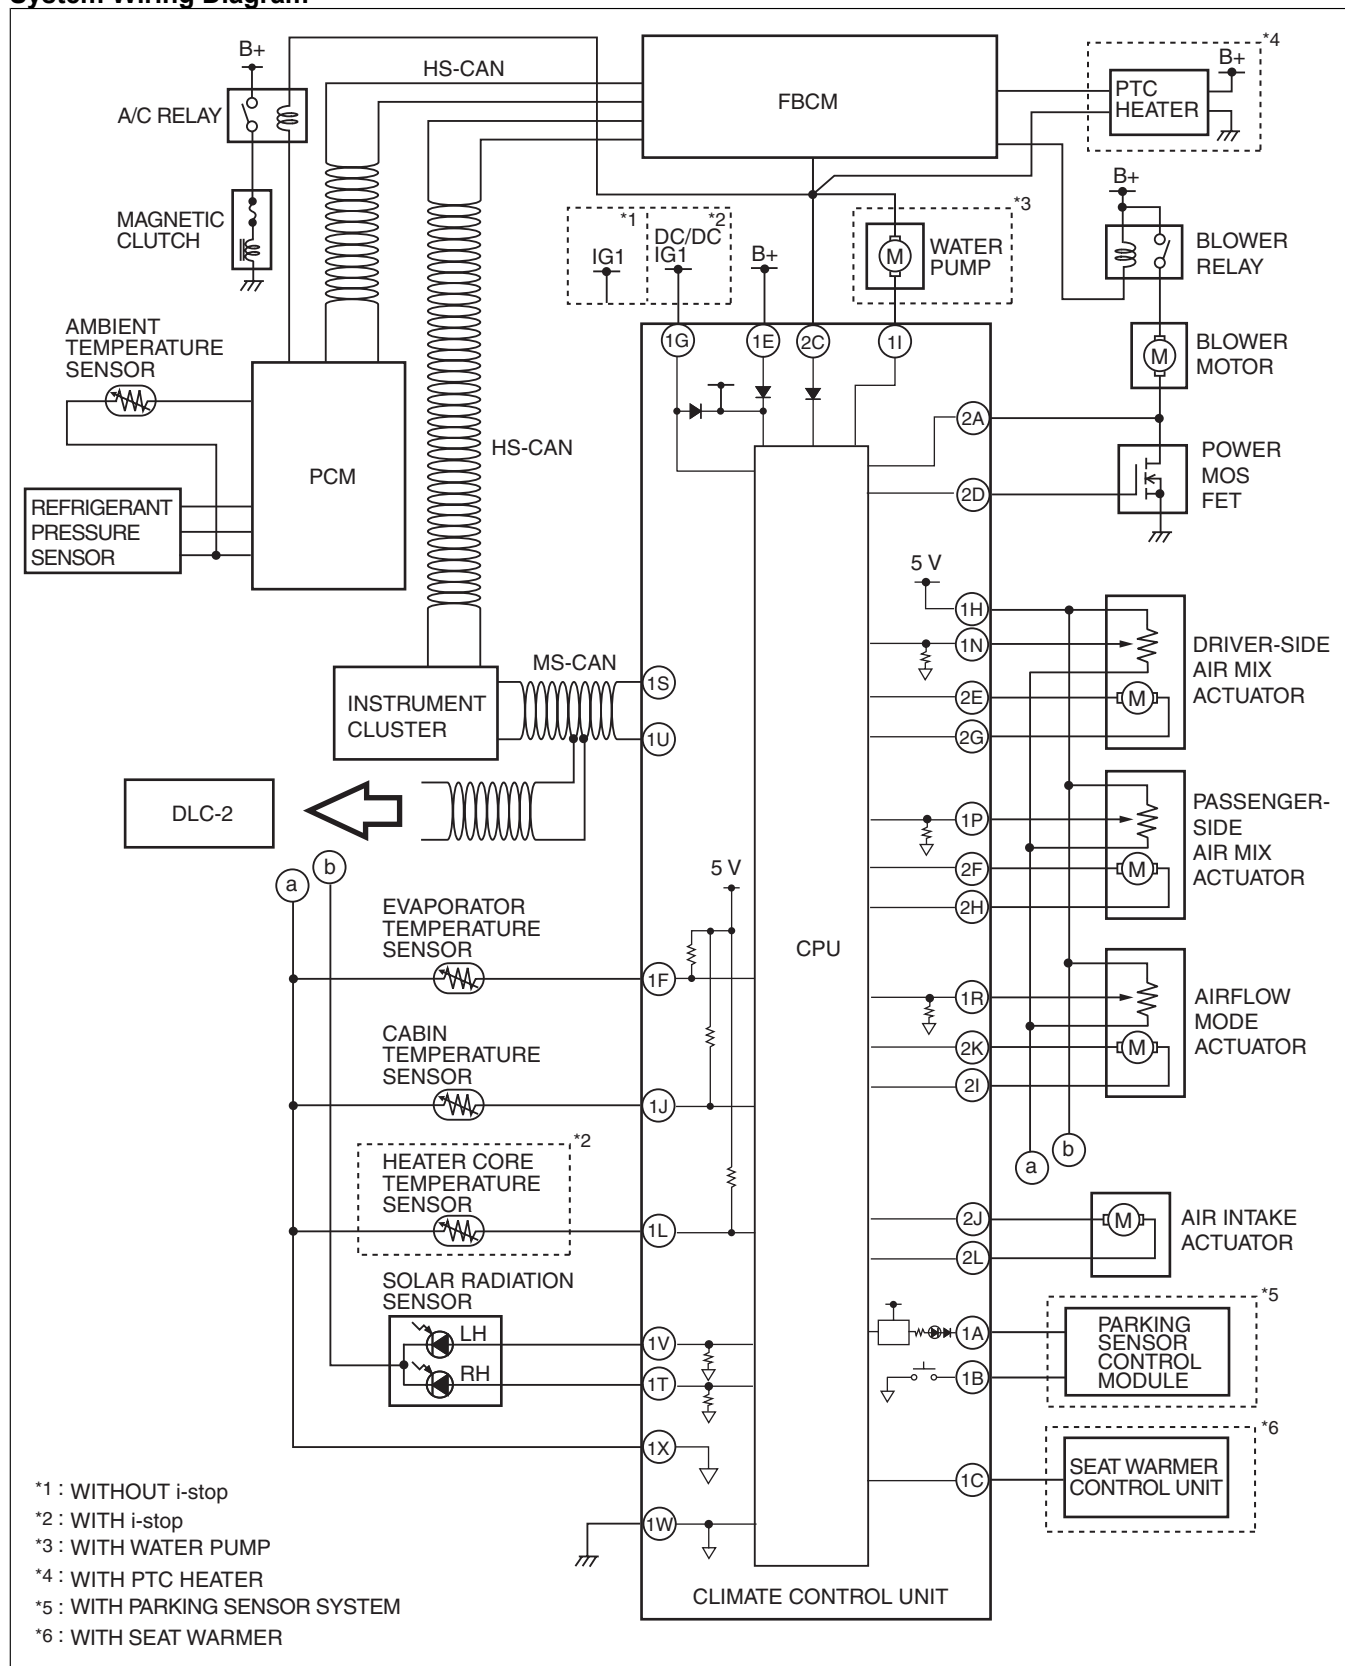 System Wiring Diagram
B+
HS-CAN
A/C RELAY
FBCM
*4
B+
PTC
HEATER
MAGNETIC
CLUTCH
*1
IG1
*2
DC/DC
IG1
B+
*3
M
WATER
PUMP
B+
BLOWER
RELAY
1G
1E
2C
1I
M
BLOWER
MOTOR
AMBIENT
TEMPERATURE
SENSOR
PCM
HS-CAN
2A
2D
POWER
MOS
FET
REFRIGERANT
PRESSURE
SENSOR
5 V
1H
1N
2E
2G
M
DRIVER-SIDE
AIR MIX
ACTUATOR
MS-CAN
INSTRUMENT
CLUSTER
1S
1U
DLC-2
1P
2F
2H
M
PASSENGER-
SIDE
AIR MIX
ACTUATOR
a
b
5 V
CPU
EVAPORATOR
TEMPERATURE
SENSOR
1F
1R
2K
2I
M
AIRFLOW
MODE
ACTUATOR
CABIN
TEMPERATURE
SENSOR
1J
a
b
*2
HEATER CORE
TEMPERATURE
SENSOR
1L
2J
2L
M
AIR INTAKE
ACTUATOR
SOLAR RADIATION
SENSOR
LH
RH
1V
1T
1A
1B
*5
PARKING
SENSOR
CONTROL
MODULE
1X
1W
1C
*6
SEAT WARMER
CONTROL UNIT
CLIMATE CONTROL UNIT
*1 : WITHOUT i-stop
*2 : WITH i-stop
*3 : WITH WATER PUMP
*4 : WITH PTC HEATER
*5 : WITH PARKING SENSOR SYSTEM
*6 : WITH SEAT WARMER